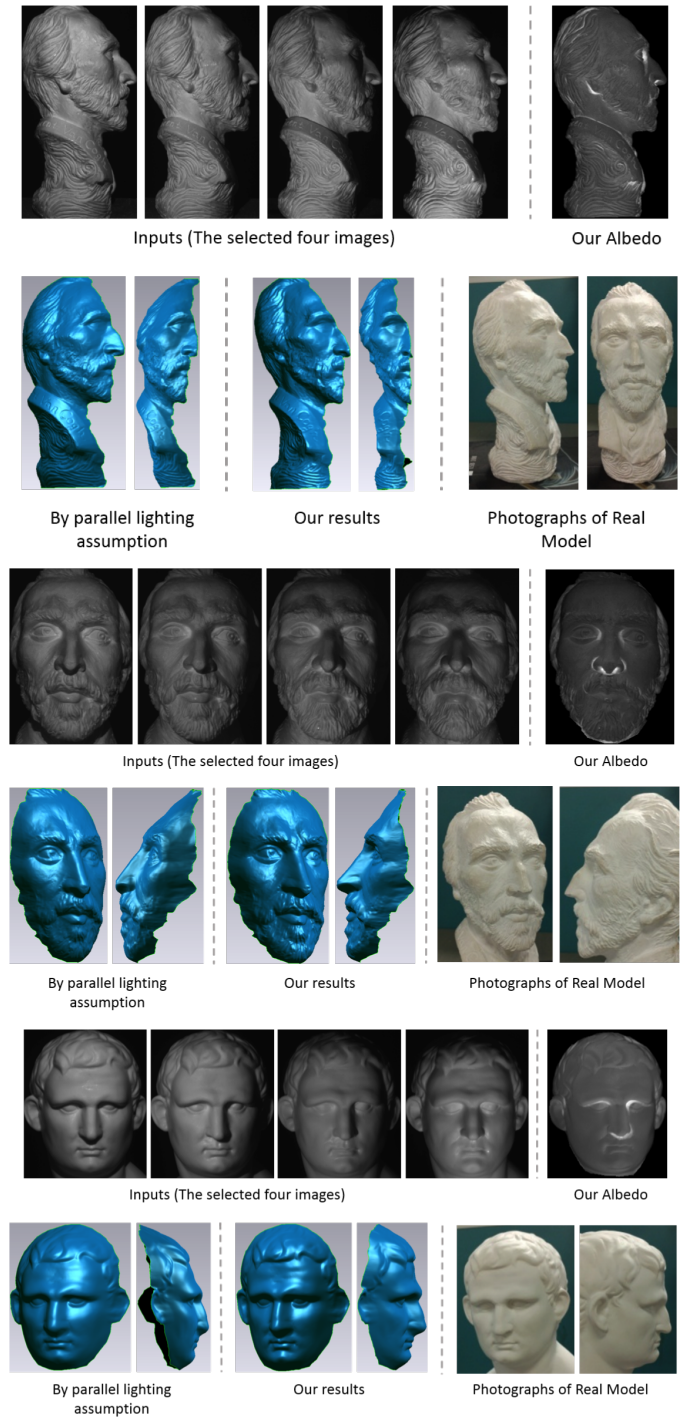 Inputs (The selected four images)
Our Albedo
By parallel lighting
assumption
Our results
Photographs of Real
Model
Inputs (The selected four images)
Our Albedo
By parallel lighting
assumption
Our results
Photographs of Real Model
Inputs (The selected four images)
Our Albedo
By parallel lighting
assumption
Our results
Photographs of Real Model